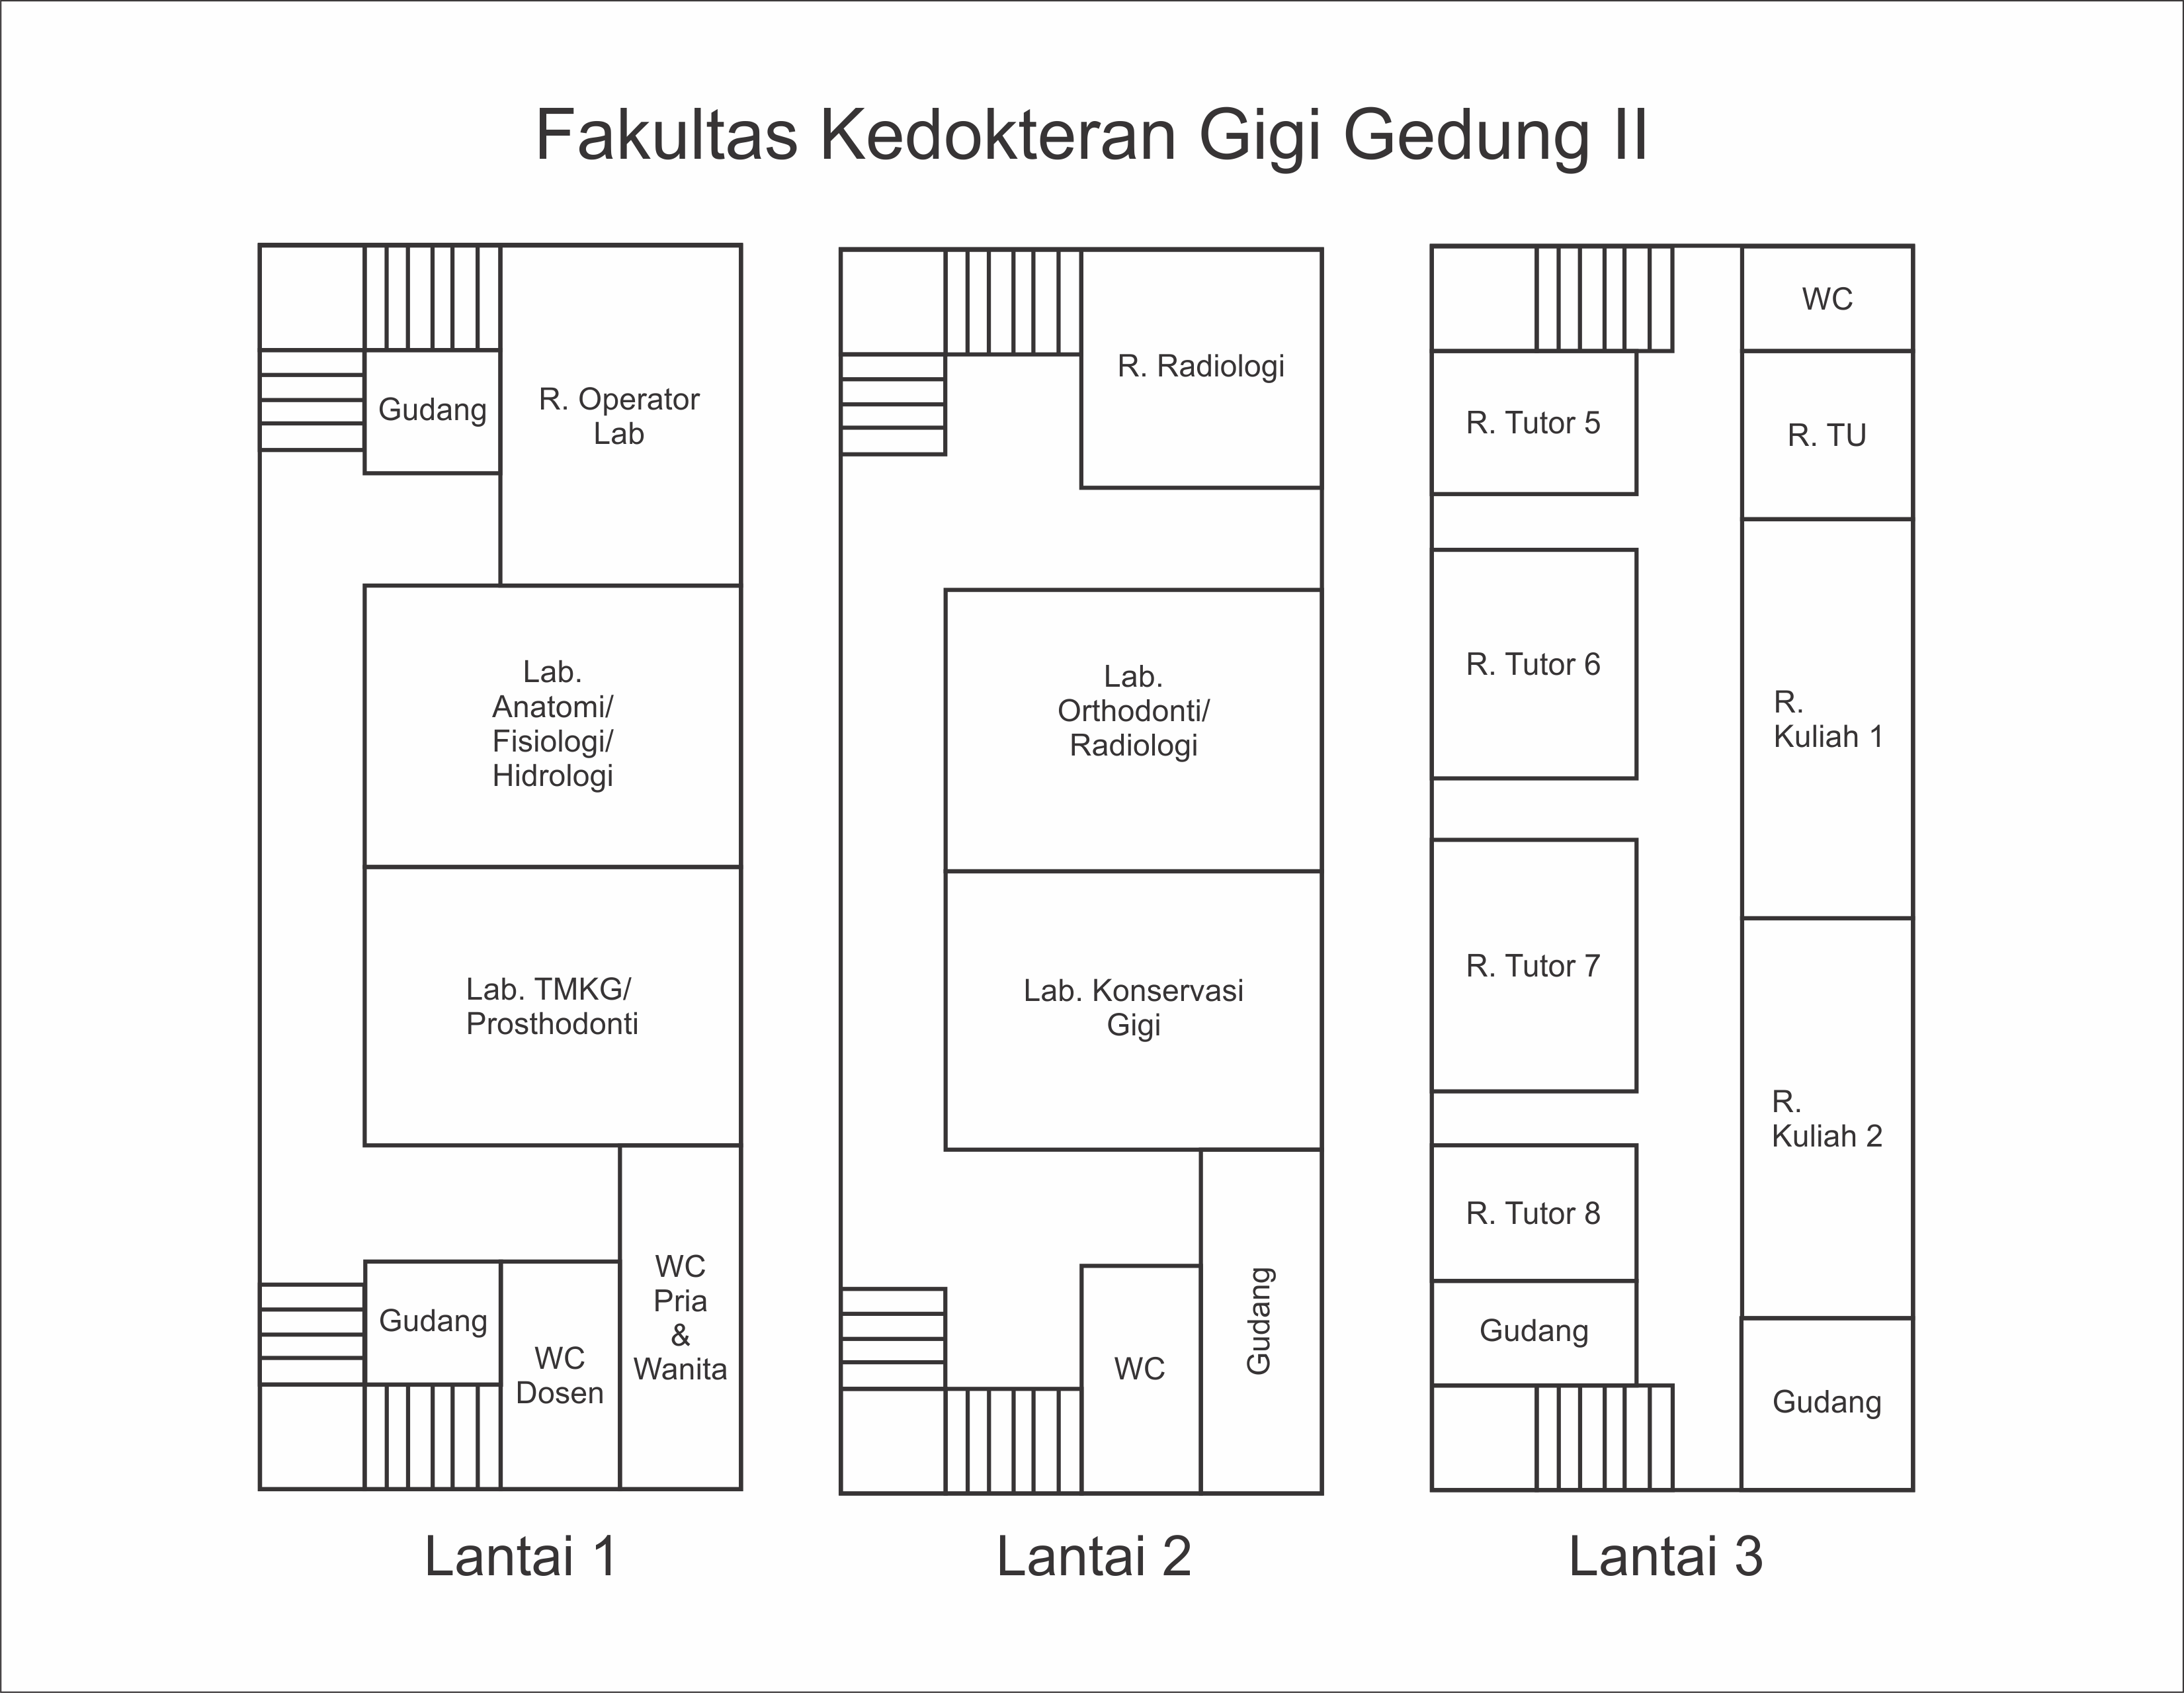 Fakultas Kedokteran Gigi Gedung II
Gudang
R. Operator
Lab
Lab.
Anatomi/
Fisiologi/
Hidrologi
Lab. TMKG/
Prosthodonti
Gudang
WC
Dosen
WC
Pria
&
Wanita
Lantai 1
R. Radiologi
Lab.
Orthodonti/
Radiologi
Lab. Konservasi
Gigi
WC
Gudang
Lantai 2
WC
R. Tutor 5
R. TU
R. Tutor 6
R.
Kuliah 1
R. Tutor 7
R.
Kuliah 2
R. Tutor 8
Gudang
Gudang
Lantai 3